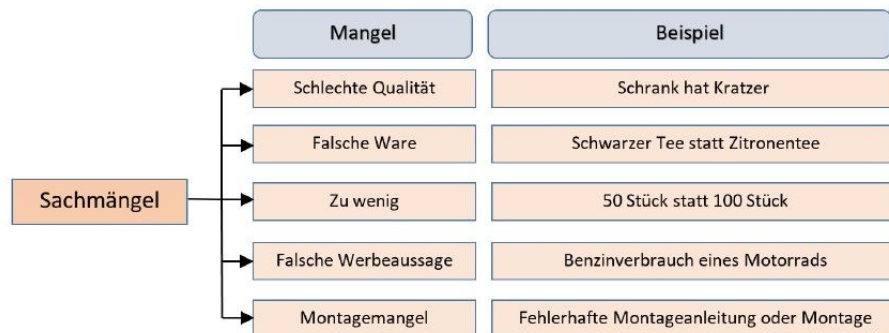 Mangel Beispiel
Schlechte Qualität Schrank hat Kratzer
Falsche Ware Schwarzer Tee statt Zitronentee
Sachmängel Zu wenig 50 Stück statt 100 Stück
Falsche Werbeaussage Benzinverbrauch eines Motorrads
Montagemangel Fehlerhafte Montageanleitung oder Montage